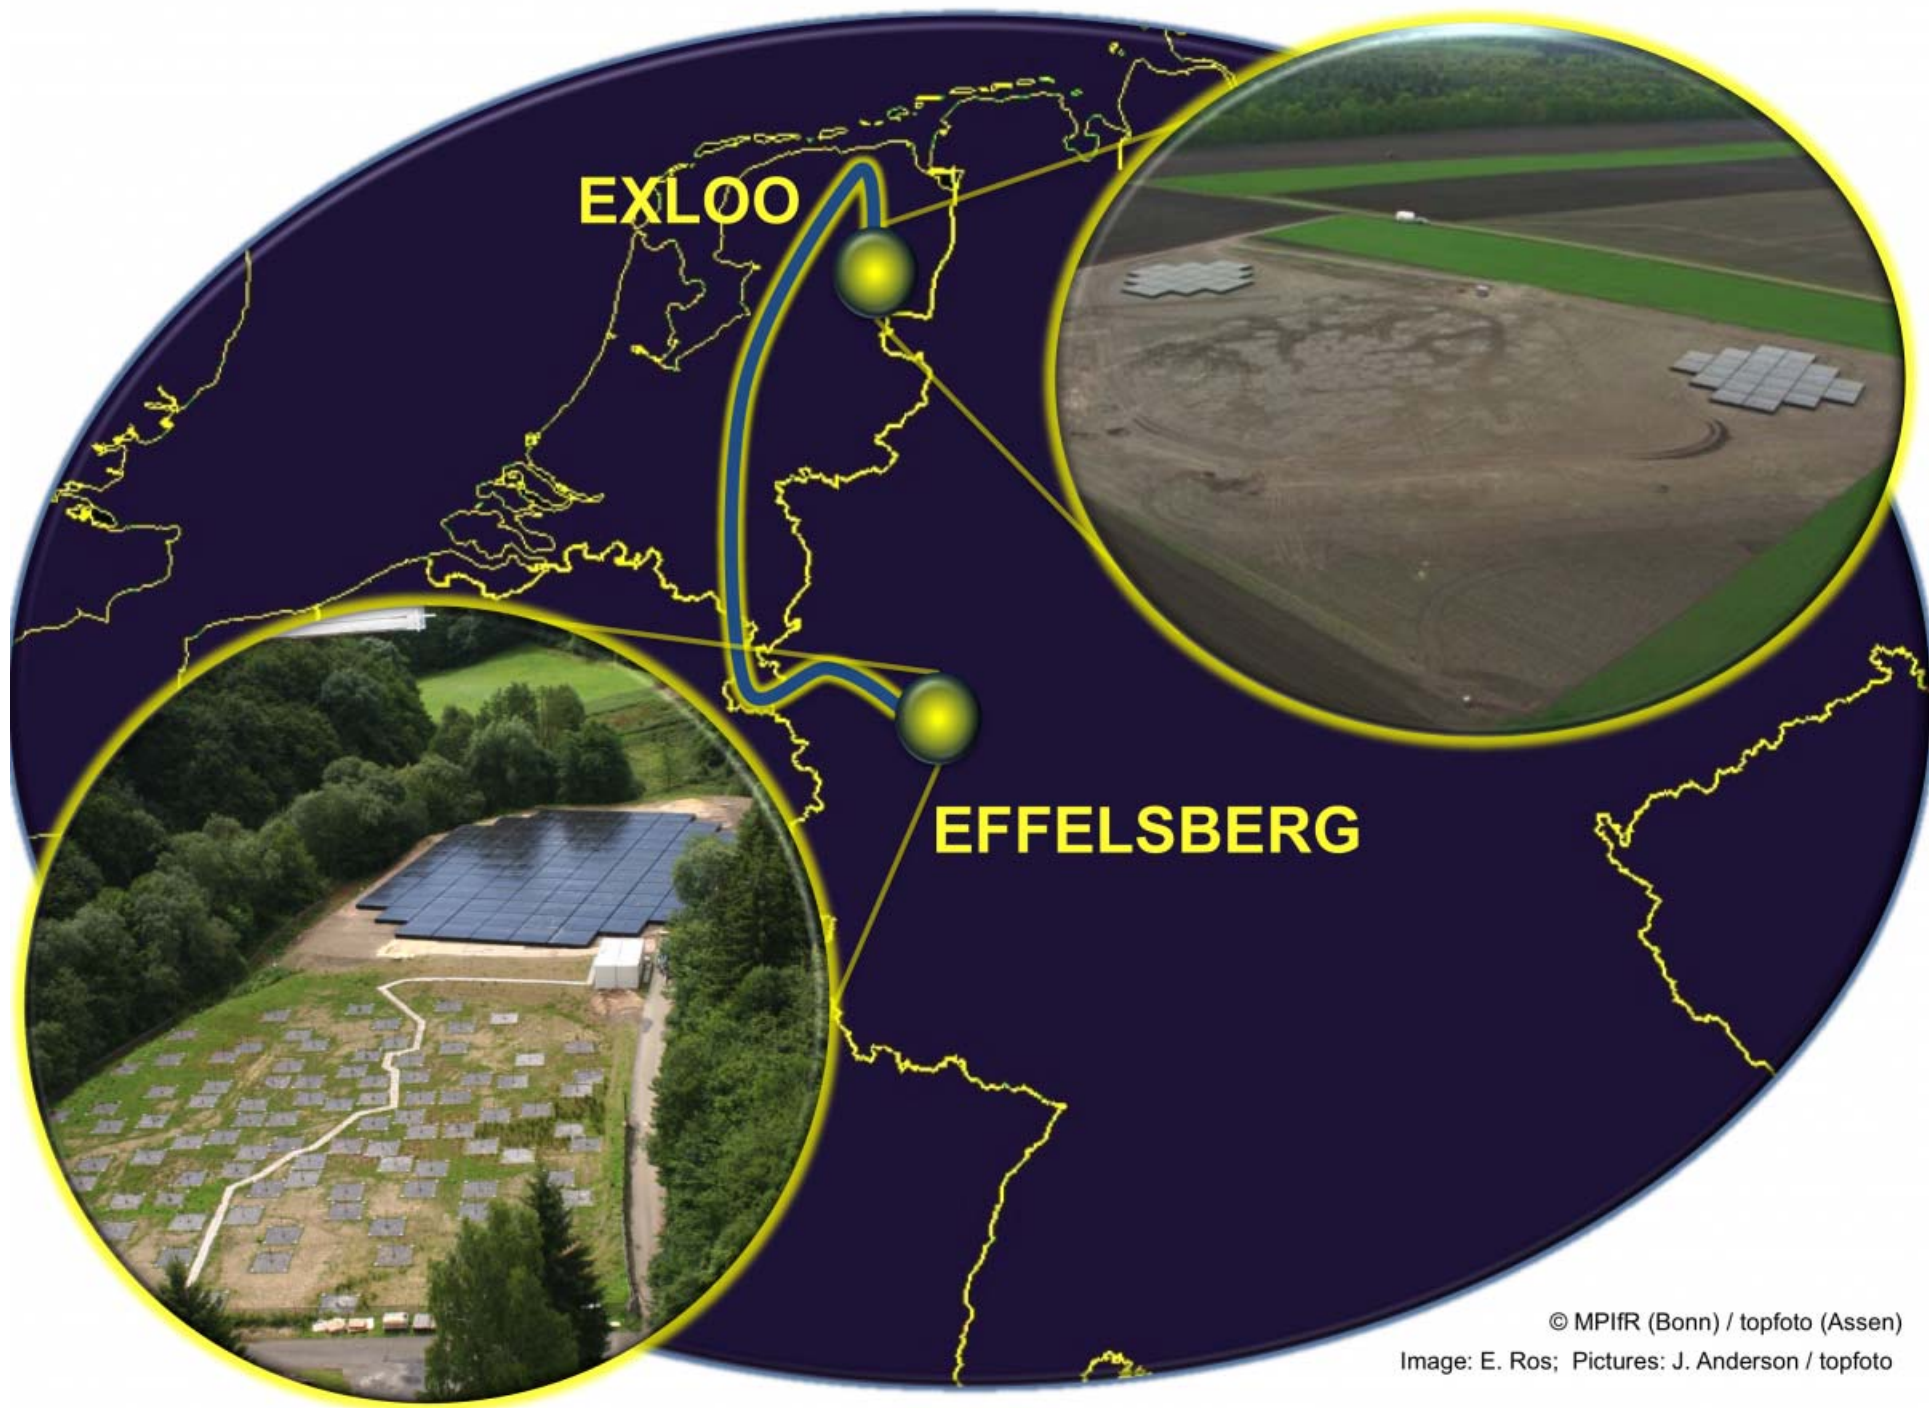 EXLOO
EFFELSBERG
© MPIfR (Bonn) / topfoto (Assen)
Image: E. Ros; Pictures: J. Anderson / topfoto